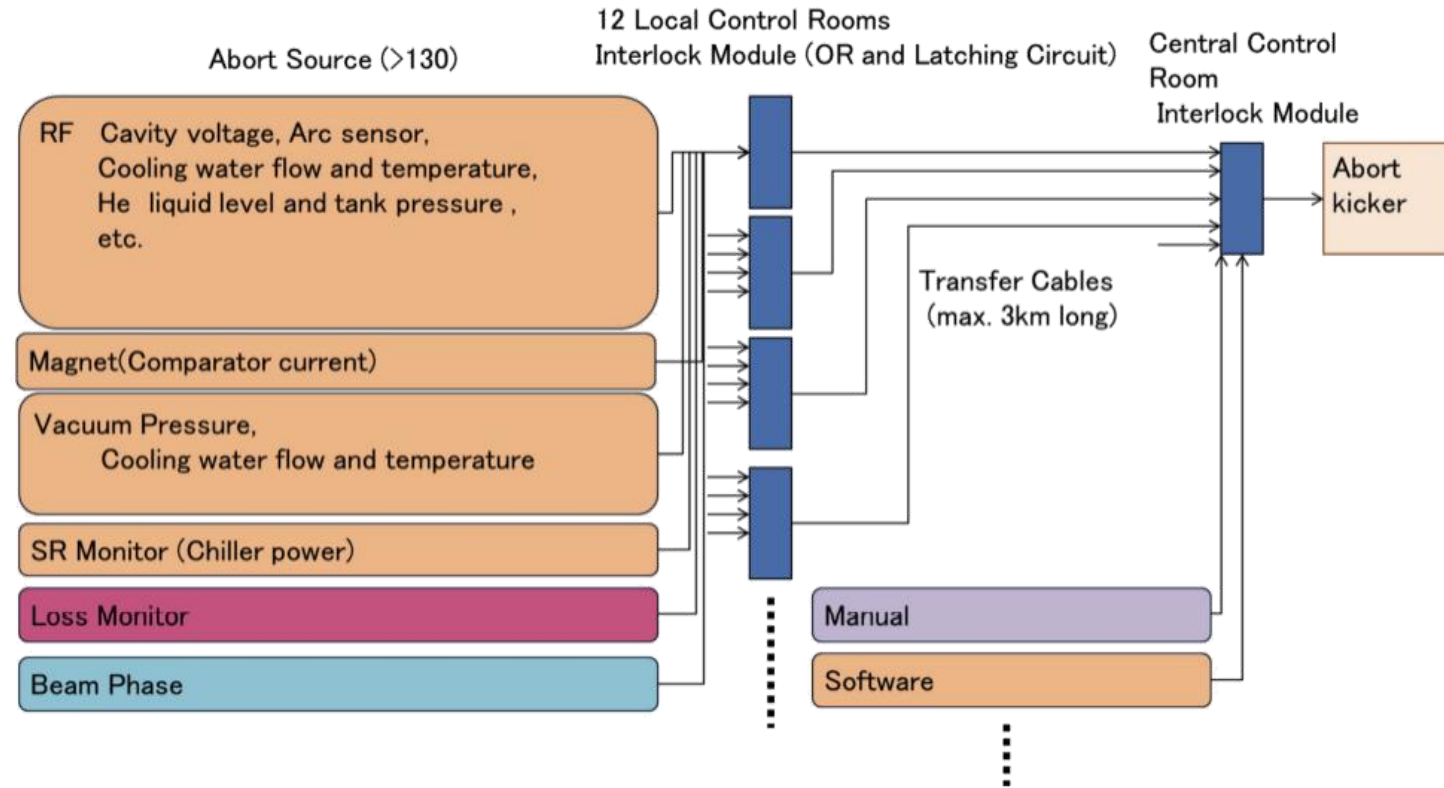 Abort Source (>130)
12 Local Control Rooms
Interlock Module (OR and Latching Circuit)
Central Control
Room
Interlock Module
RF Cavity voltage, Arc sensor,
Cooling water flow and temperature,
He liquid level and tank pressure ,
etc.
Magnet(Comparator current)
Vacuum Pressure,
Cooling water flow and temperature
SR Monitor (Chiller power)
Loss Monitor
Beam Phase
Transfer Cables
(max. 3km long)
Manual
Software
Abort
kicker